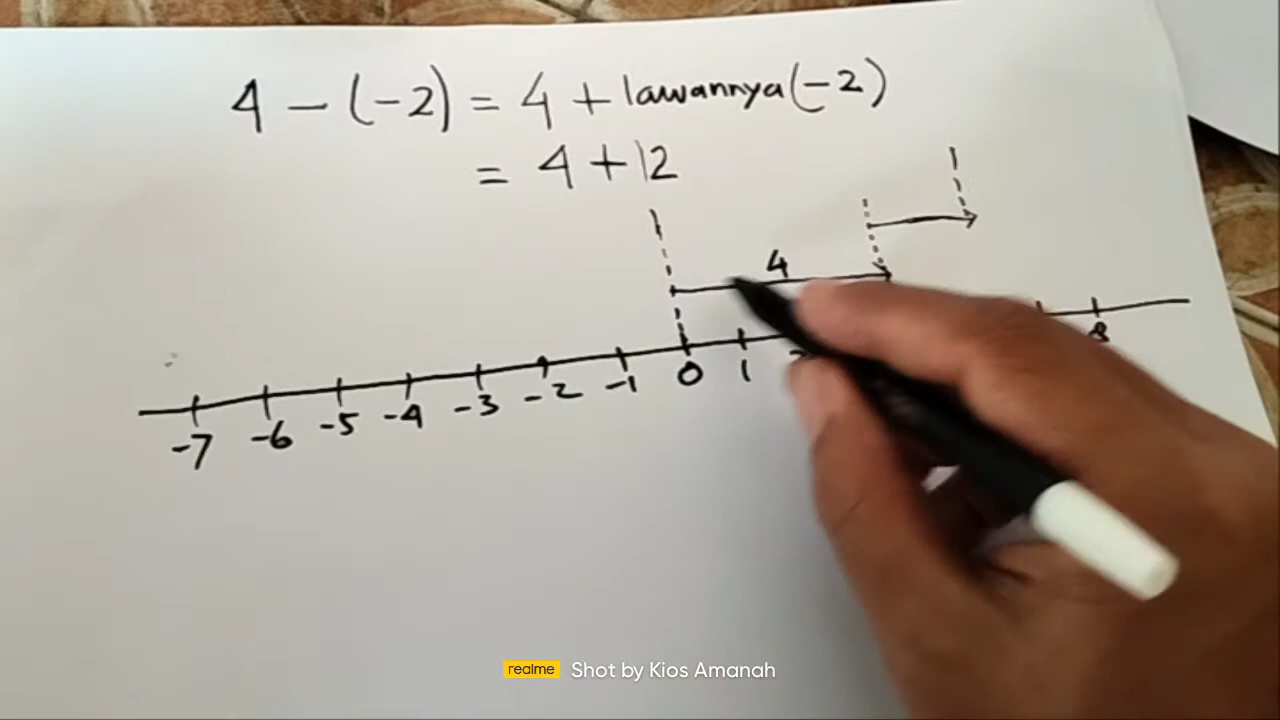 4 - (-2) = 4 + lawannya (-2)
= 4 + 12
4
-7 -6 -5 -4 -3 -2 -1 0 1 8
realme Shot by Kios Amanah